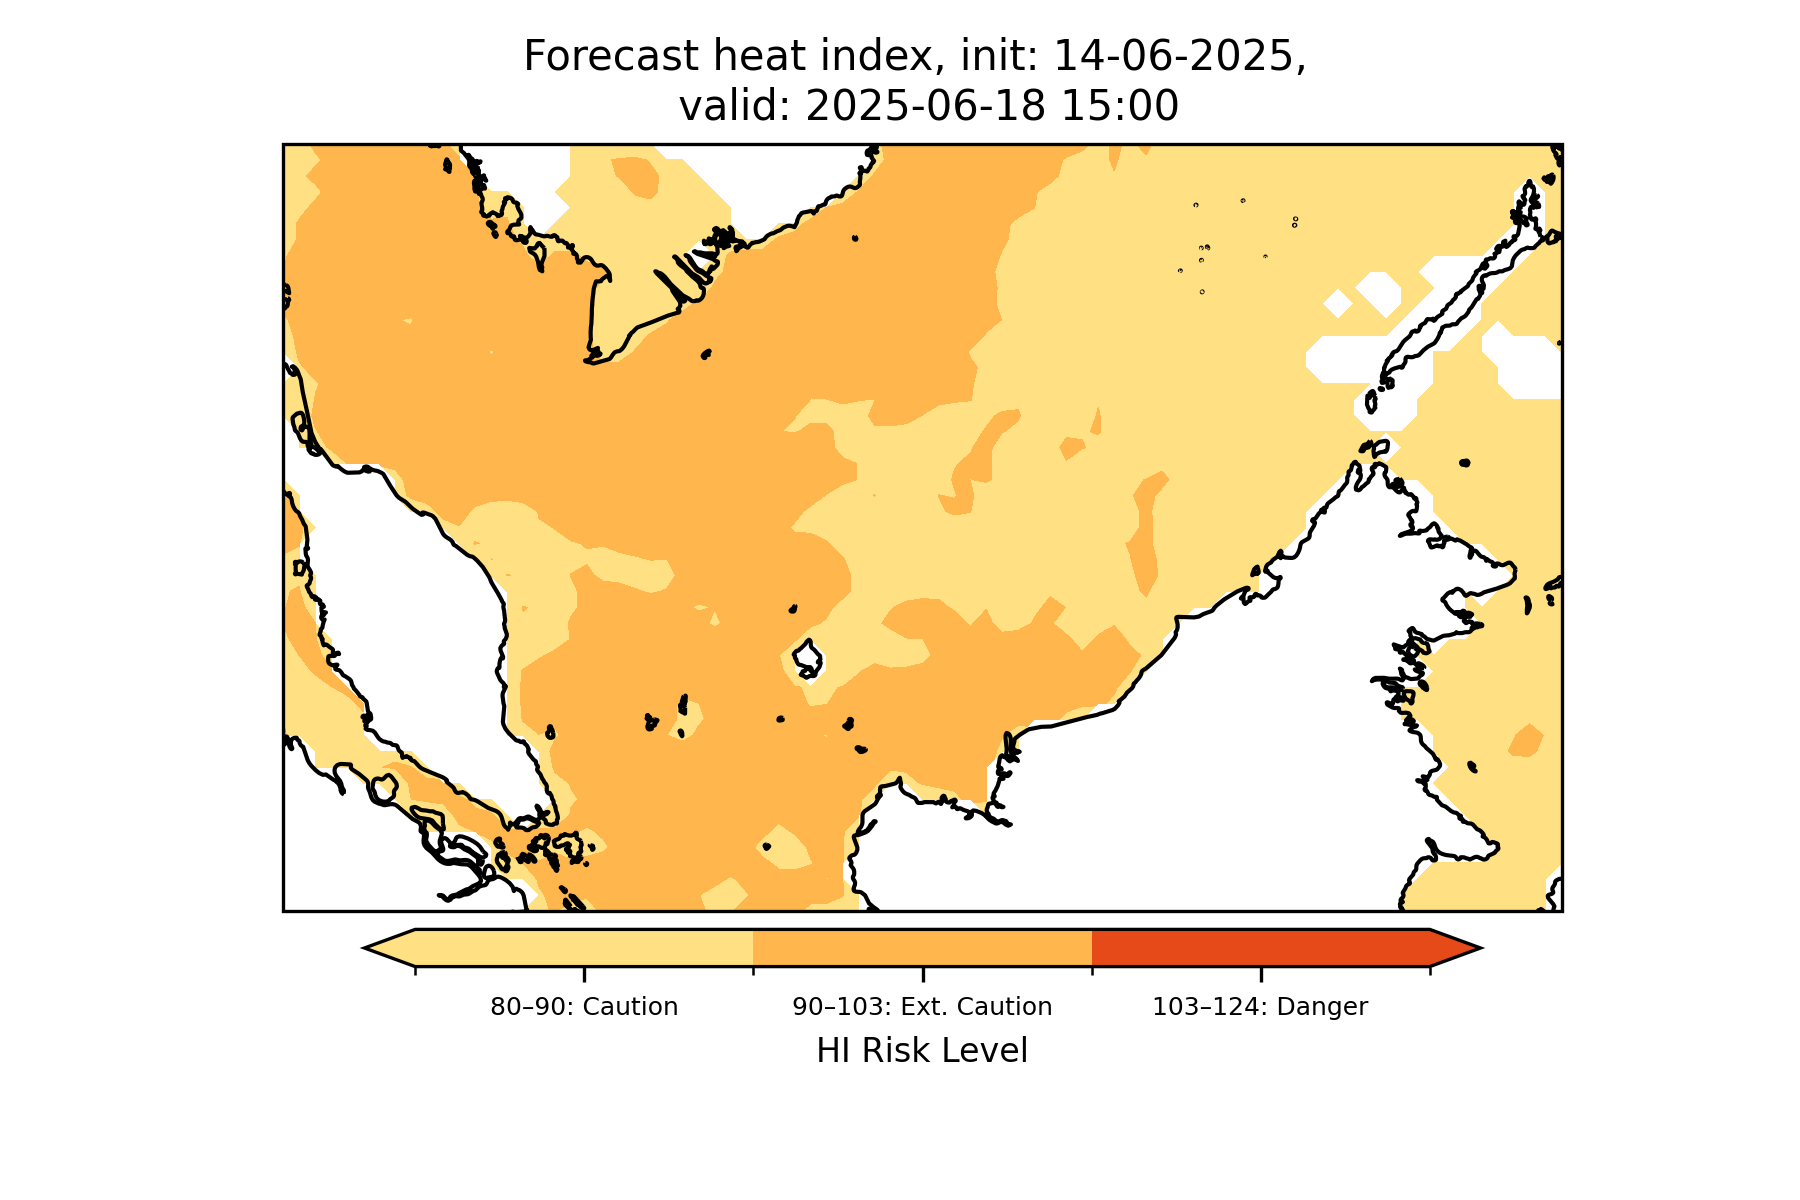 Forecast heat index, init: 14-06-2025,
valid: 2025-06-18 15:00
80–90: Caution
90–103: Ext. Caution
103–124: Danger
HI Risk Level